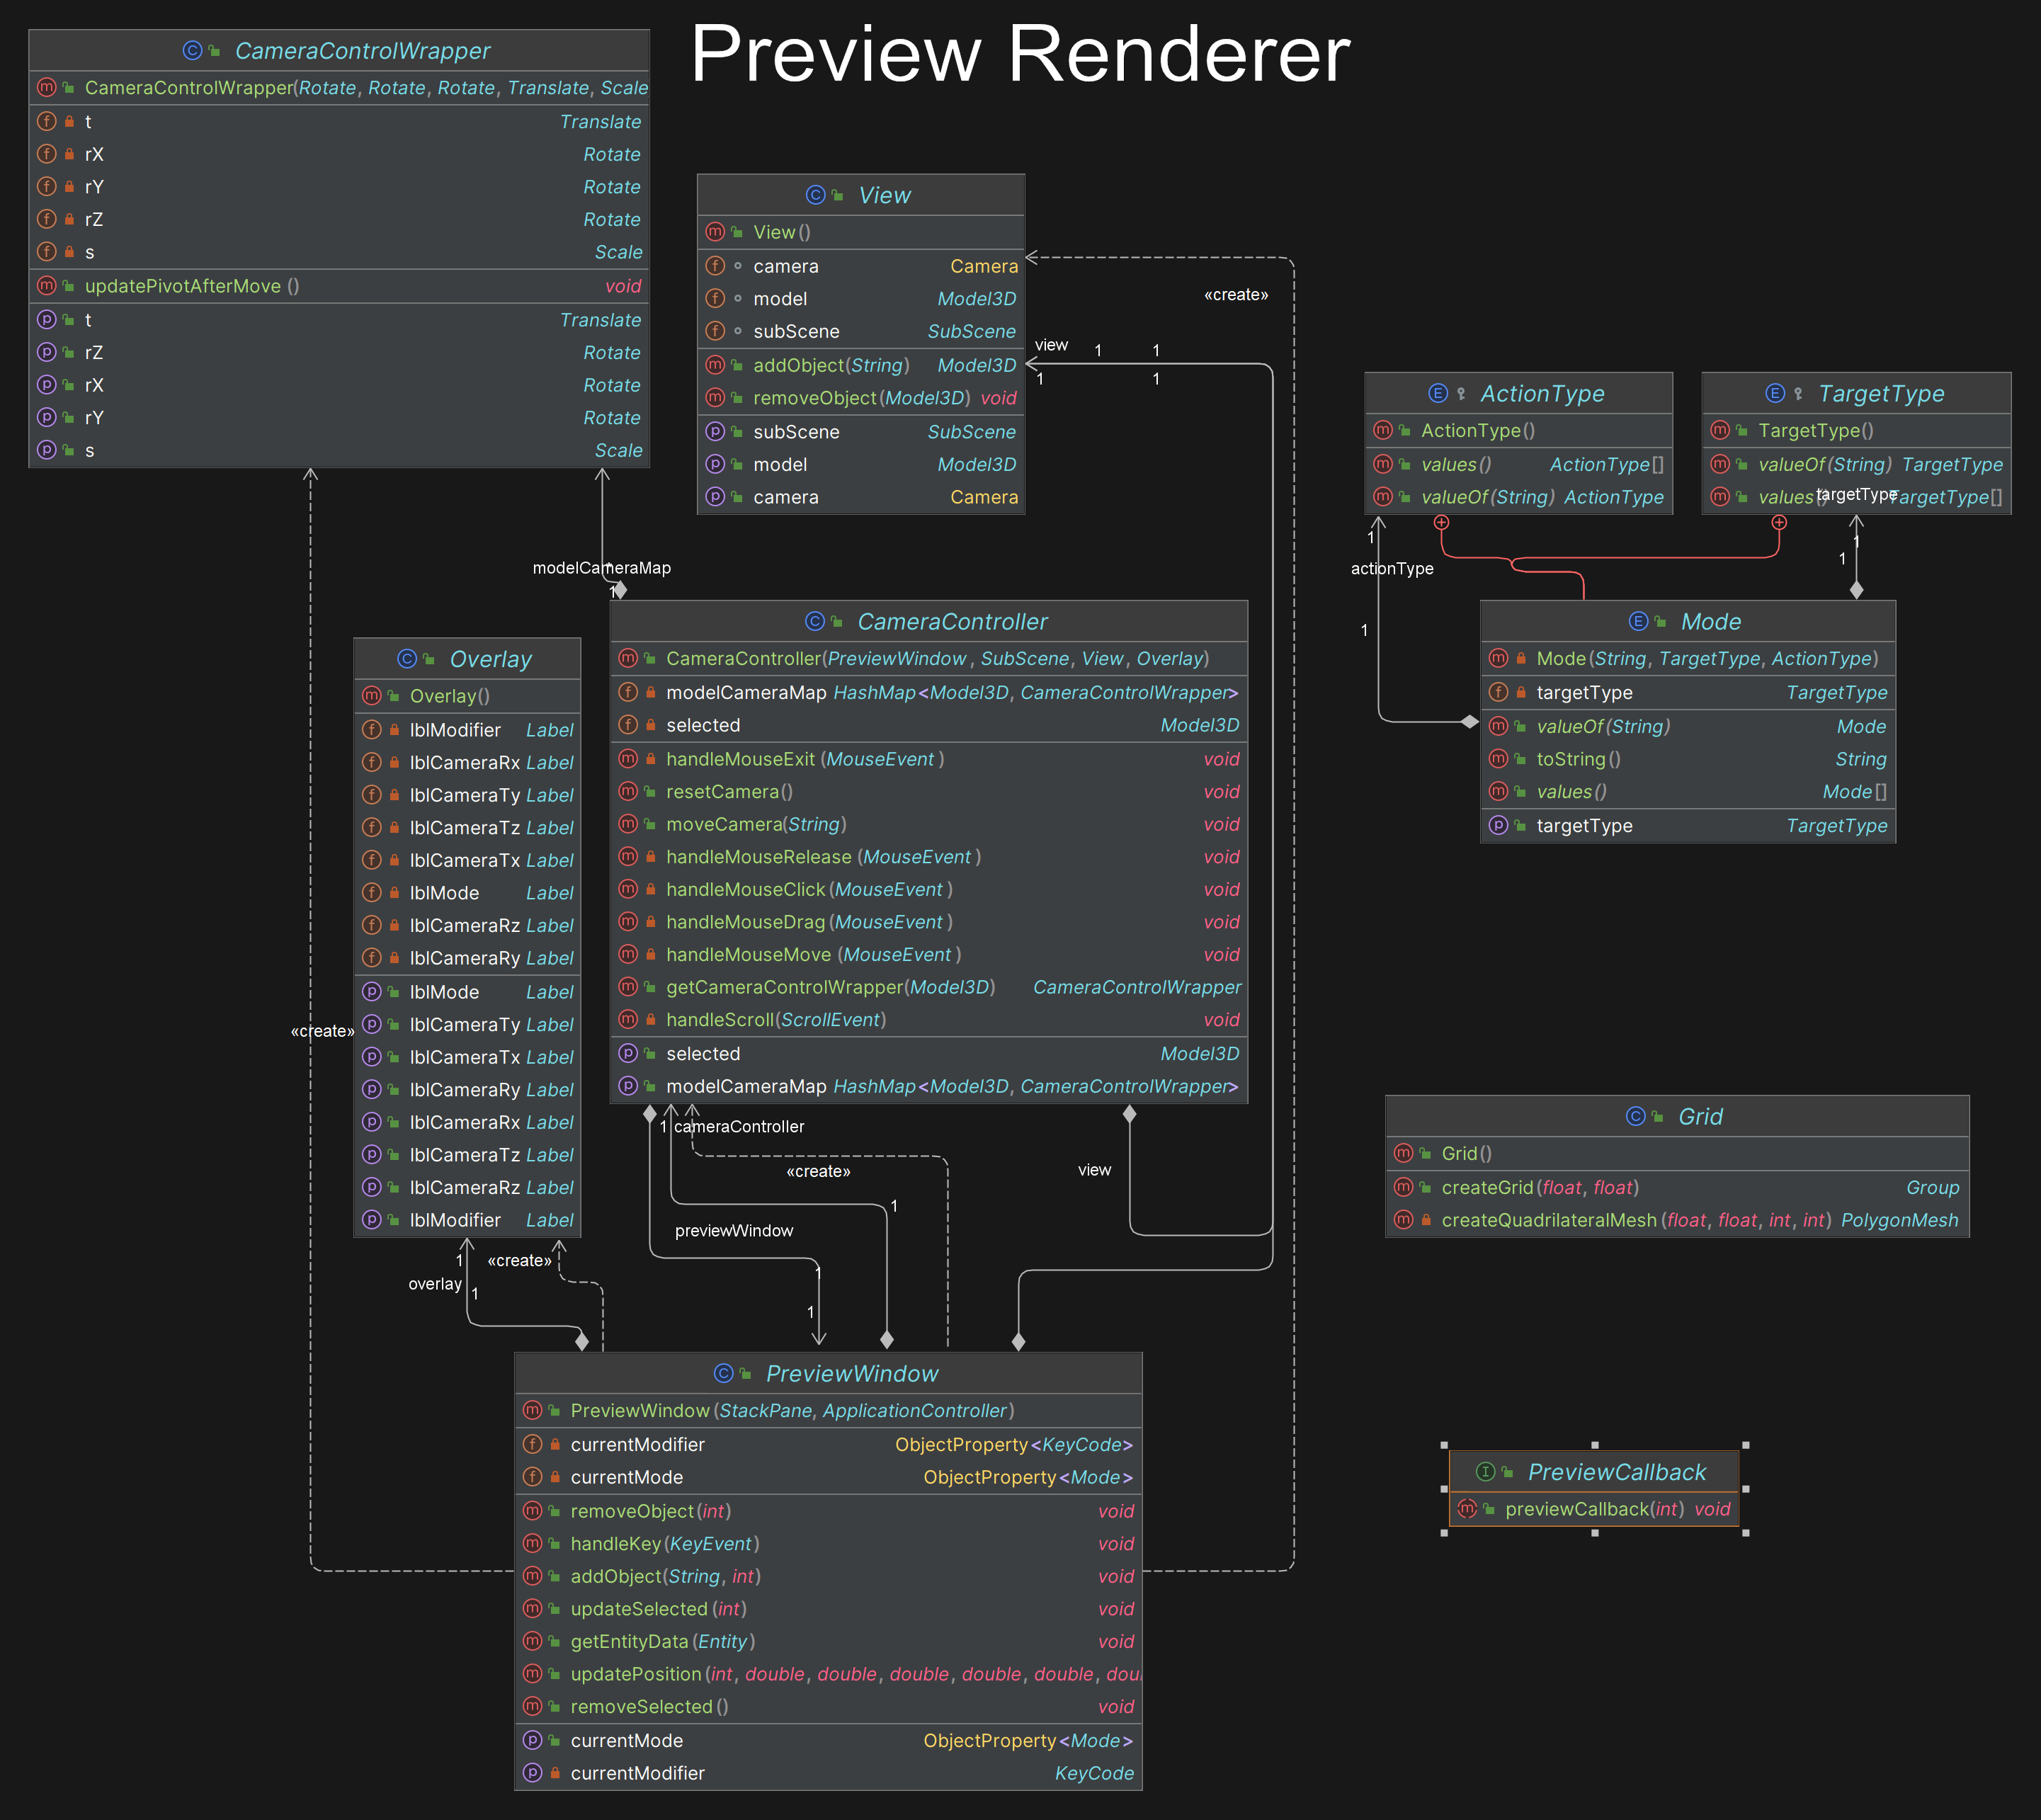 Preview Renderer
CameraControlWrapper
CameraControlWrapper(Rotate, Rotate, Rotate, Translate, Scale
t Translate
rX Rotate
rY Rotate
rZ Rotate
s Scale
updatePivotAfterMove () void
t Translate
rZ Rotate
rX Rotate
rY Rotate
s Scale
View
View()
camera Camera
model Model3D
subScene SubScene
addObject(String) Model3D
removeObject(Model3D) void
subScene SubScene
model Model3D
camera Camera
«create»
view 1 1
1 1
ActionType
ActionType()
values() ActionType[]
valueOf(String) ActionType
TargetType
TargetType()
valueOf(String) TargetType
values() TargetType[]
targetType
1
1
1
actionType
1
modelCameraMap
1
Mode
Mode(String, TargetType, ActionType)
targetType TargetType
valueOf(String) Mode
toString() String
values() Mode[]
targetType TargetType
CameraController
CameraController(PreviewWindow, SubScene, View, Overlay)
modelCameraMap HashMap<Model3D, CameraControlWrapper>
selected Model3D
handleMouseExit (MouseEvent ) void
resetCamera() void
moveCamera(String) void
handleMouseRelease (MouseEvent ) void
handleMouseClick(MouseEvent ) void
handleMouseDrag(MouseEvent ) void
handleMouseMove (MouseEvent ) void
getCameraControlWrapper(Model3D) CameraControlWrapper
handleScroll(ScrollEvent) void
selected Model3D
modelCameraMap HashMap<Model3D, CameraControlWrapper>
Overlay
Overlay()
lblModifier Label
lblCameraRx Label
lblCameraTy Label
lblCameraTz Label
lblCameraTx Label
lblMode Label
lblCameraRz Label
lblCameraRy Label
lblMode Label
lblCameraTy Label
lblCameraTx Label
lblCameraRy Label
lblCameraRx Label
lblCameraTz Label
lblCameraRz Label
lblModifier Label
«create»
1 cameraController
«create»
view
1
previewWindow
1
1
1
«create»
overlay
1
Grid
Grid()
createGrid(float, float) Group
createQuadrilateralMesh(float, float, int, int) PolygonMesh
PreviewWindow
PreviewWindow(StackPane, ApplicationController)
currentModifier ObjectProperty<KeyCode>
currentMode ObjectProperty<Mode>
removeObject(int) void
handleKey(KeyEvent) void
addObject(String, int) void
updateSelected(int) void
getEntityData(Entity) void
updatePosition(int, double, double, double, double, double, dou
removeSelected() void
currentMode ObjectProperty<Mode>
currentModifier KeyCode
PreviewCallback
previewCallback(int) void